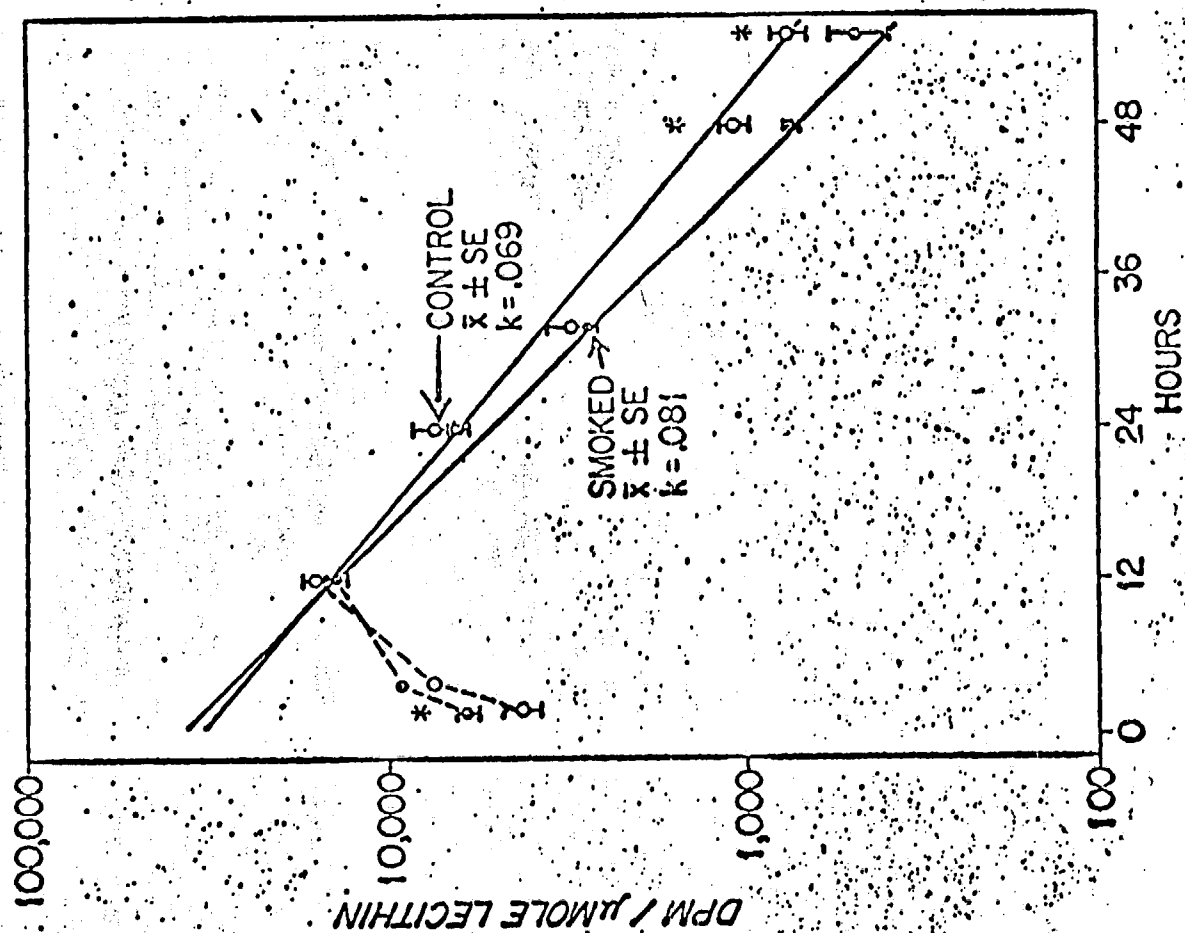 DPM / µMOLE LECITHIN
100,000
10,000
1,000
100
CONTROL
x̄ ± SE
k=.069
SMOKED
x̄ ± SE
k=.081
*
*
*
0
12
24
36
48
HOURS